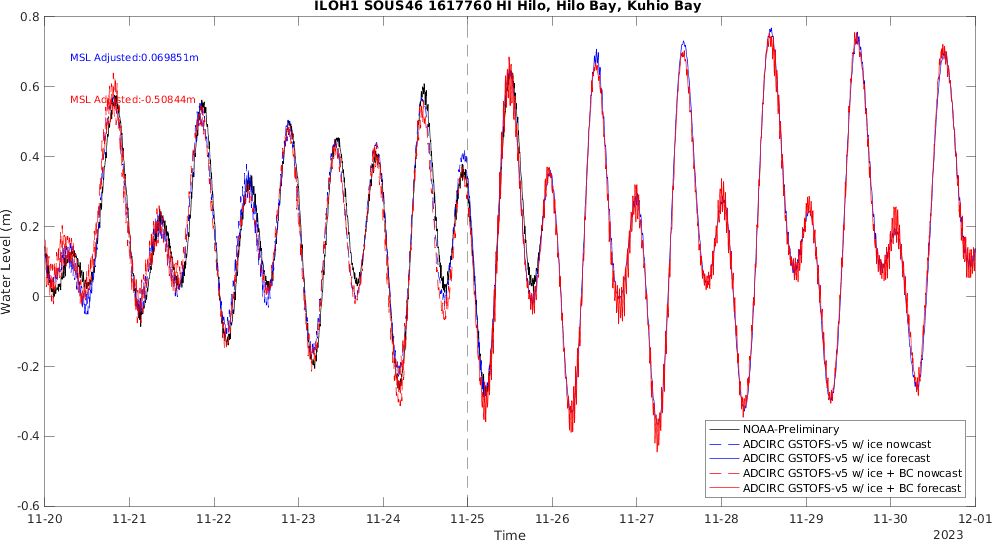 ILOH1 SOUS46 1617760 HI Hilo, Hilo Bay, Kuhio Bay
0.8
MSL Adjusted:0.069851m
0.6
MSL Adjusted:-0.50844m
0.4
Water Level (m)
0.2
0
-0.2
-0.4
NOAA-Preliminary
ADCIRC GSTOFS-v5 w/ ice nowcast
ADCIRC GSTOFS-v5 w/ ice forecast
ADCIRC GSTOFS-v5 w/ ice + BC nowcast
ADCIRC GSTOFS-v5 w/ ice + BC forecast
-0.6
11-20 11-21 11-22 11-23 11-24 11-25 11-26 11-27 11-28 11-29 11-30 12-01
Time
2023